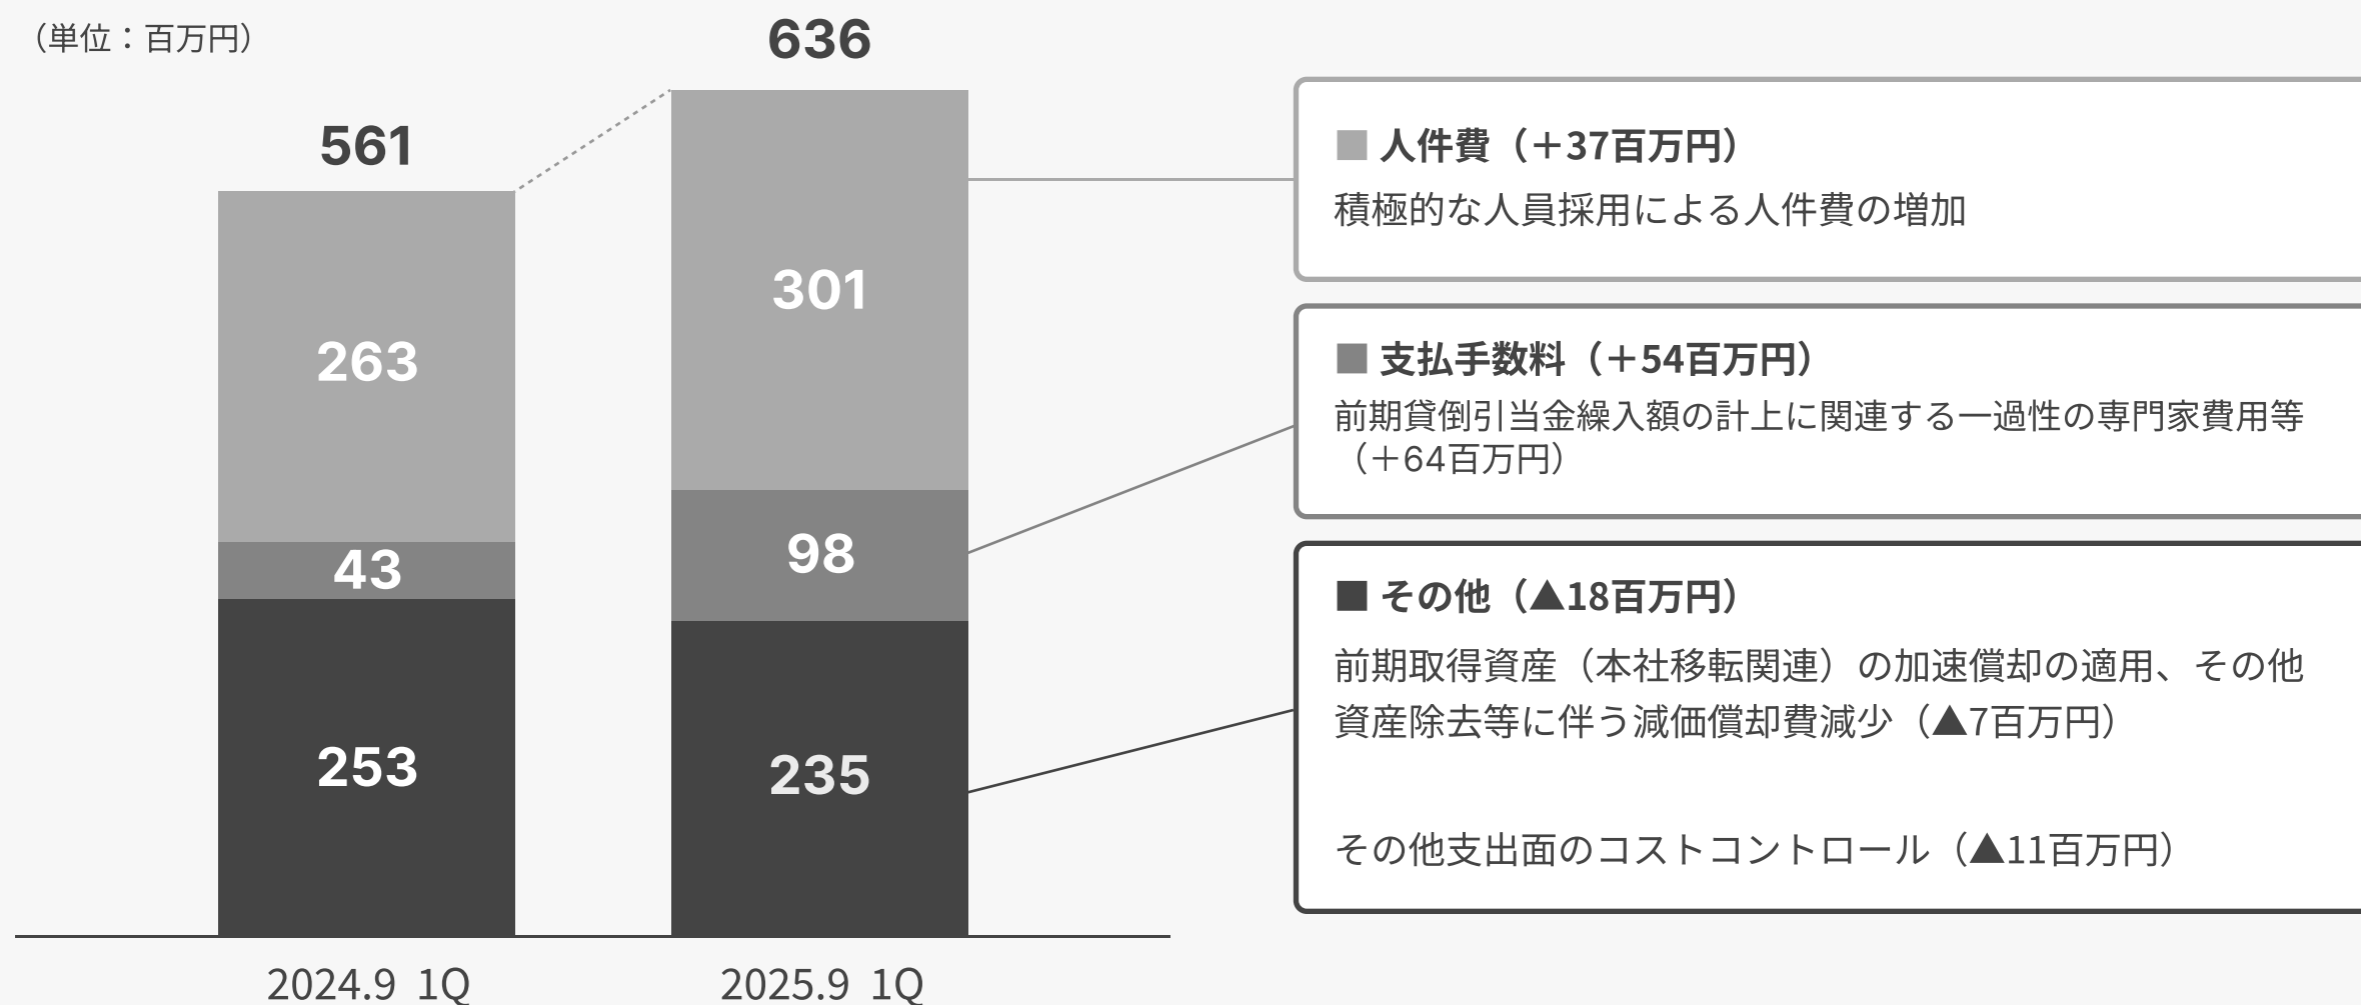 （単位：百万円）
636
561
301
263
98
43
235
253
2024.9 1Q
2025.9 1Q
■ 人件費（＋37百万円）
積極的な人員採用による人件費の増加
■ 支払手数料（＋54百万円）
前期貸倒引当金繰入額の計上に関連する一過性の専門家費用等
（＋64百万円）
■ その他（▲18百万円）
前期取得資産（本社移転関連）の加速償却の適用、その他
資産除去等に伴う減価償却費減少（▲7百万円）
その他支出面のコストコントロール（▲11百万円）